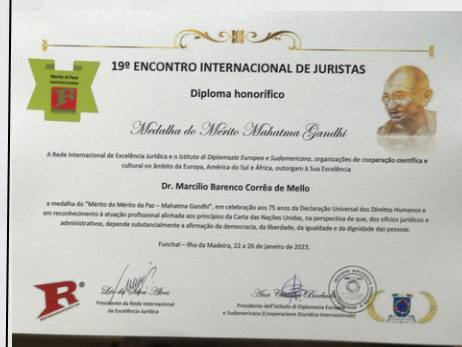 Mérito di Pace
19º ENCONTRO INTERNACIONAL DE JURISTAS
Diploma honorífico
Medalha do Mérito Mahatma Gandhi
A Rede Internacional de Excelência Jurídica e o Istituto di Diplomazia Europeo e Sudamericano, organizações de cooperação científica e
cultural no âmbito da Europa, América do Sul e África, outorgam à Sua Excelência
Dr. Marcílio Barenco Corrêa de Mello
a medalha do "Mérito do Mérito da Paz – Mahatma Gandhi", em celebração aos 75 anos da Declaração Universal dos Direitos Humanos e
em reconhecimento à atuação profissional alinhada aos princípios da Carta das Nações Unidas, na perspectiva de que, dos ofícios jurídicos e
administrativos, depende substancialmente a afirmação da democracia, da liberdade, da igualdade e da dignidade das pessoas.
Funchal – Ilha da Madeira, 22 a 26 de janeiro de 2023.
R
Presidente da Rede Internacional
de Excelência Jurídica
Presidente dell'Istituto di Diplomazia Europeo
e Sudamericano (Cooperazione Giuridica Internazionale)